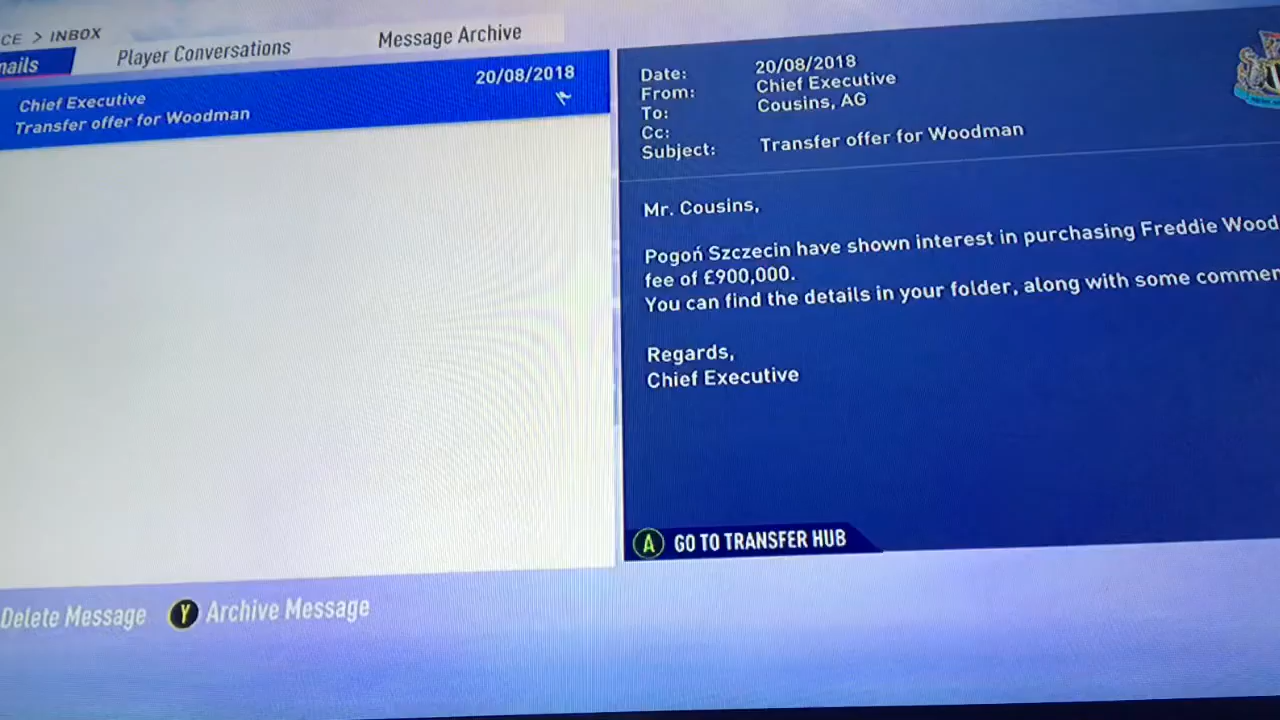 CE > INBOX
Player Conversations
Message Archive
Chief Executive
20/08/2018
Transfer offer for Woodman
Date: 20/08/2018
From: Chief Executive
To: Cousins, AG
Cc:
Subject: Transfer offer for Woodman
Mr. Cousins,
Pogoń Szczecin have shown interest in purchasing Freddie Wood
fee of £900,000.
You can find the details in your folder, along with some commen
Regards,
Chief Executive
A GO TO TRANSFER HUB
Delete Message
Y Archive Message